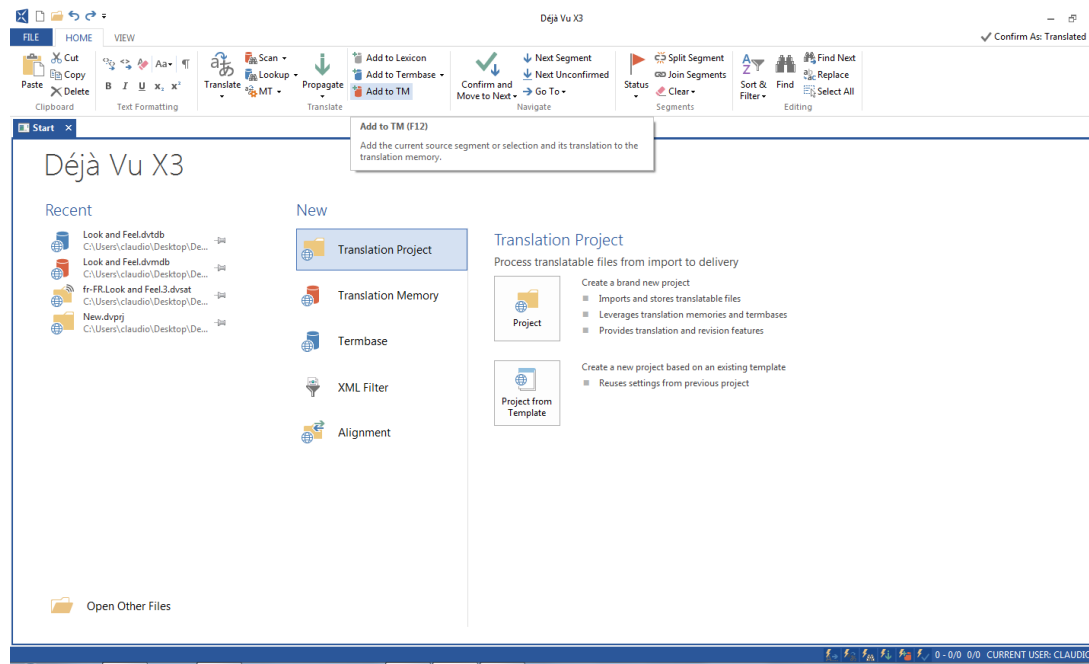 Déjà Vu X3
FILE HOME VIEW
Confirm As: Translated
Paste
Cut
Copy
Delete
Clipboard
Aa
B I U x₂ x²
Text Formatting
Translate
Scan
Lookup
MT
Propagate
Add to Lexicon
Add to Termbase
Add to TM
Translate
Confirm and
Move to Next
Next Segment
Next Unconfirmed
Go To
Navigate
Status
Split Segment
Join Segments
Clear
Segments
Sort &
Filter
Find
Find Next
Replace
Select All
Editing
Start
Add to TM (F12)
Add the current source segment or selection and its translation to the
translation memory.
Déjà Vu X3
Recent
Look and Feel.dvtdb
C:\Users\claudio\Desktop\De...
Look and Feel.dvmdb
C:\Users\claudio\Desktop\De...
fr-FR.Look and Feel.3.dvsat
C:\Users\claudio\Desktop\De...
New.dvprj
C:\Users\claudio\Desktop\De...
Open Other Files
New
Translation Project
Translation Memory
Termbase
XML Filter
Alignment
Translation Project
Process translatable files from import to delivery
Project
Create a brand new project
Imports and stores translatable files
Leverages translation memories and termbases
Provides translation and revision features
Project from
Template
Create a new project based on an existing template
Reuses settings from previous project
0 - 0/0 0/0 CURRENT USER: CLAUDIO